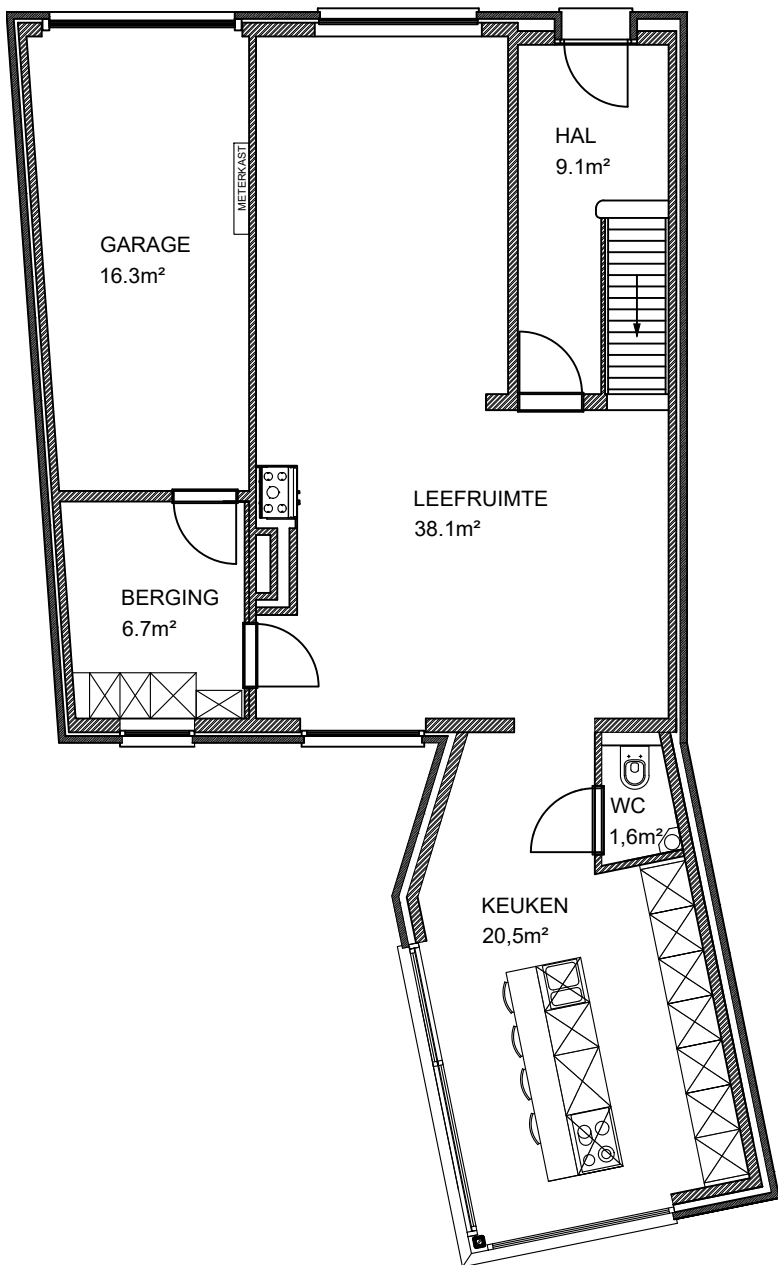 HAL
9.1m²
METERKAST
GARAGE
16.3m²
LEEFRUIMTE
38.1m²
BERGING
6.7m²
WC
1,6m²
KEUKEN
20,5m²